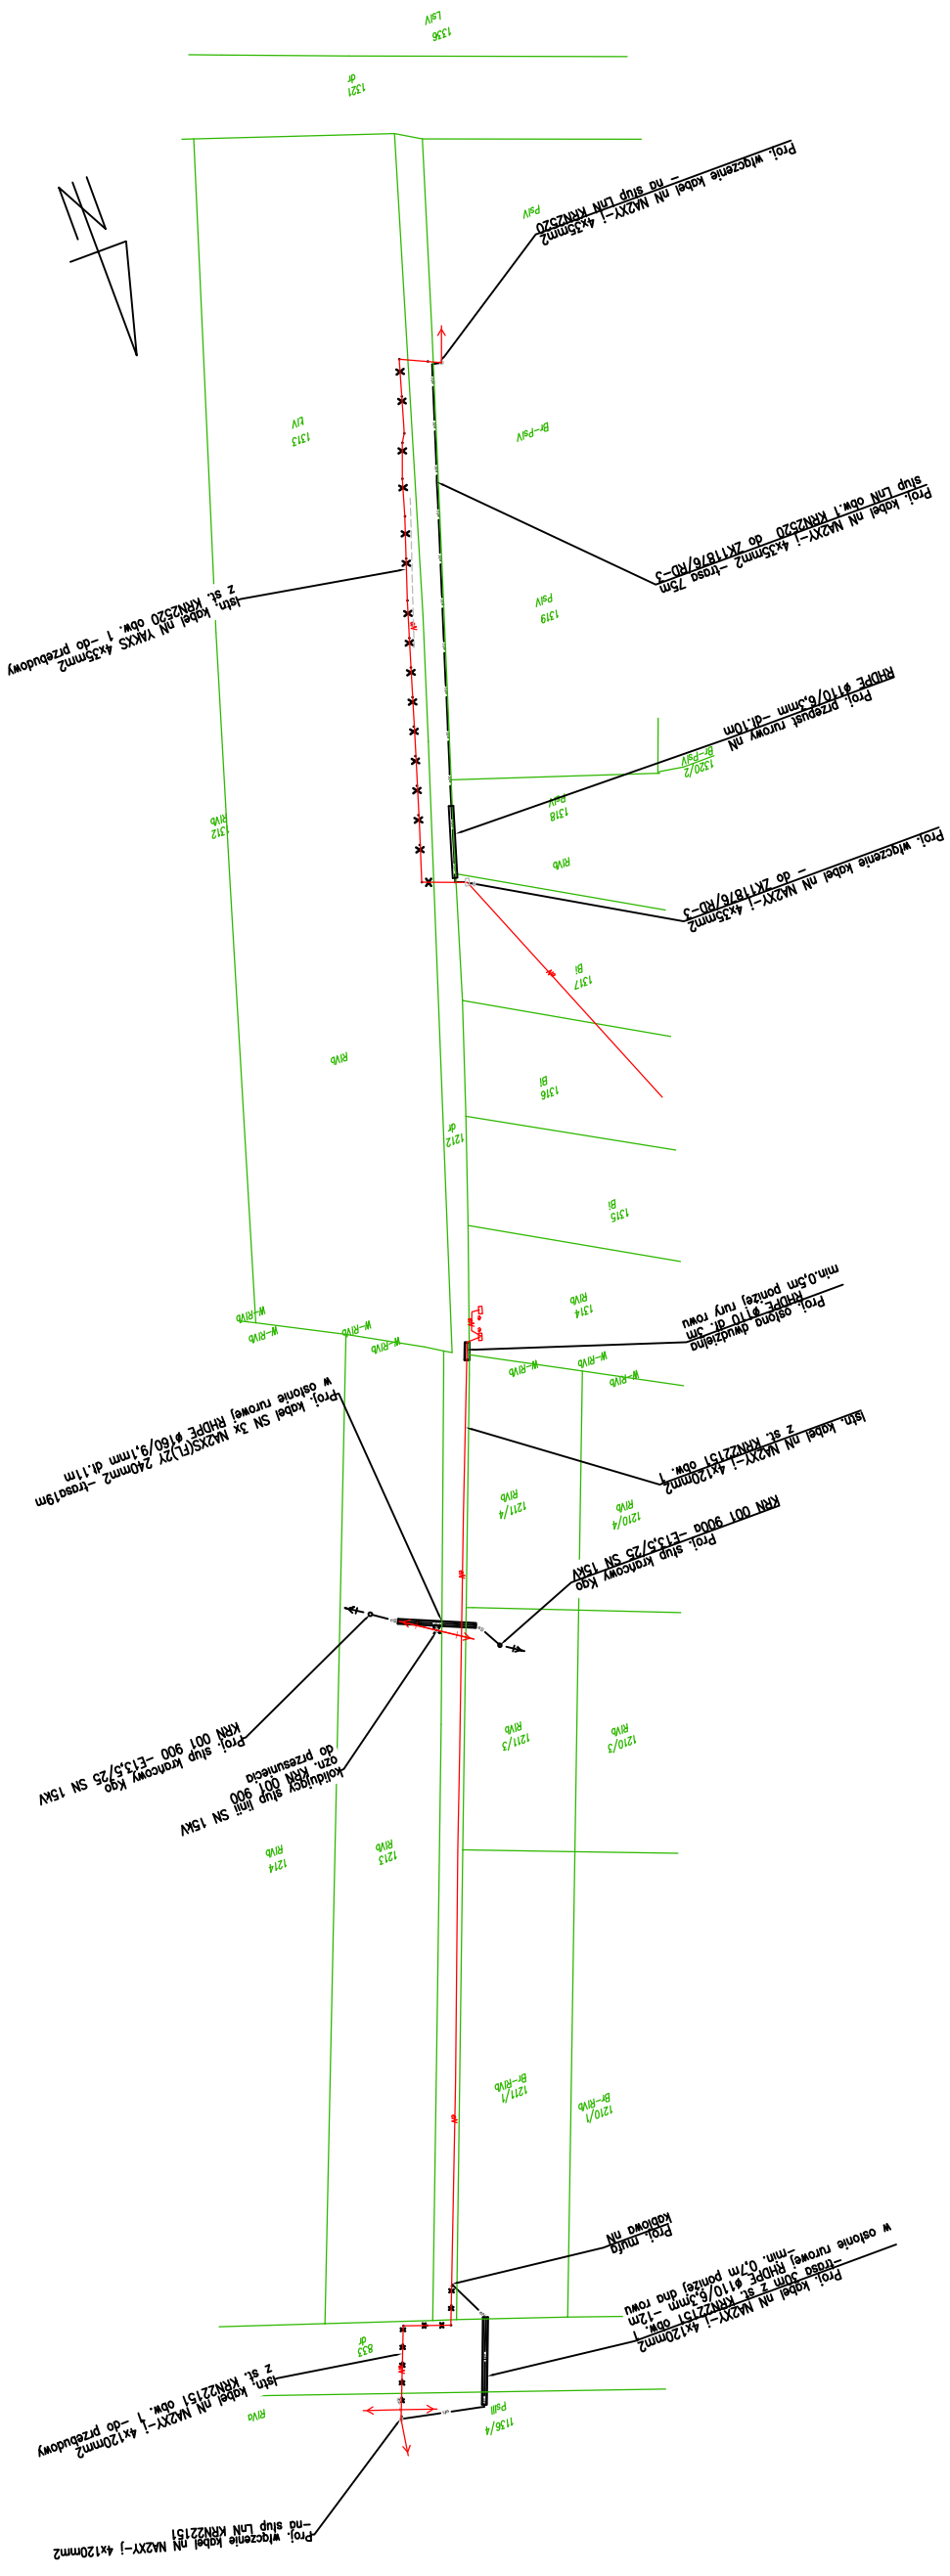 Proj. włączenie kabel nN NA2XY-j 4x120mm2
-na słup LnN KRN22151
1136/4
PsIII
RIVa
Istn. kabel nN NA2XY-j 4x120mm2
z st. KRN22151 obw. 1 -do przebudowy
833
dr
Proj. kabel nN NA2XY-j 4x120mm2
-trasa 30m z st. KRN22151 obw. 1
w osłonie rurowej RHDPE ø110/6,3mm -12m
-min. 0,7m poniżej dna rowu
Proj. mufa
kablowa nN
1210/1
Br-RIVb
1211/1
Br-RIVb
1213
RIVb
1214
RIVb
kolidujący słup linii SN 15kV
ozn. KRN 001 900
do przesunięcia
Proj. słup krańcowy Kgo
KRN 001 900 -E13,5/25 SN 15kV
1210/3
RIVb
1211/3
RIVb
Proj. słup krańcowy Kgo
KRN 001 900a -E13,5/25 SN 15kV
1210/4
RIVb
1211/4
RIVb
Istn. kabel nN NA2XY-j 4x120mm2
z st. KRN22151 obw. 1
Proj. kabel SN 3x NA2XS(FL)2Y 240mm2 -trasa19m
w osłonie rurowej RHDPE ø160/9,1mm dł.11m
W-RIVb
W-RIVb
W-RIVb
W-RIVb
W-RIVb
W-RIVb
W-RIVb
Proj. osłona dwudzielna
RHDPE ø110 dł. 3m
min.0,5m poniżej rury rowu
1314
RIVb
1315
Bi
1212
dr
1316
Bi
RIVb
1317
Bi
Proj. włączenie kabel nN NA2XY-j 4x35mm2
- do ZK11876/RD-3
RIVb
1312
RIVb
1318
PsIV
1320/2
Br-PsIV
Proj. przepust rurowy nN
RHDPE ø110/6,3mm -dł.10m
Istn. kabel nN YAKXS 4x35mm2
z st. KRN2520 obw. 1 -do przebudowy
1319
PsIV
Proj. kabel nN NA2XY-j 4x35mm2 -trasa 75m
słup LnN obw.1 KRN2520 do ZK11876/RD-3
1313
ŁIV
Br-PsIV
PsIV
Proj. włączenie kabel nN NA2XY-j 4x35mm2
- na słup LnN KRN2520
N
1321
dr
1336
LsIV